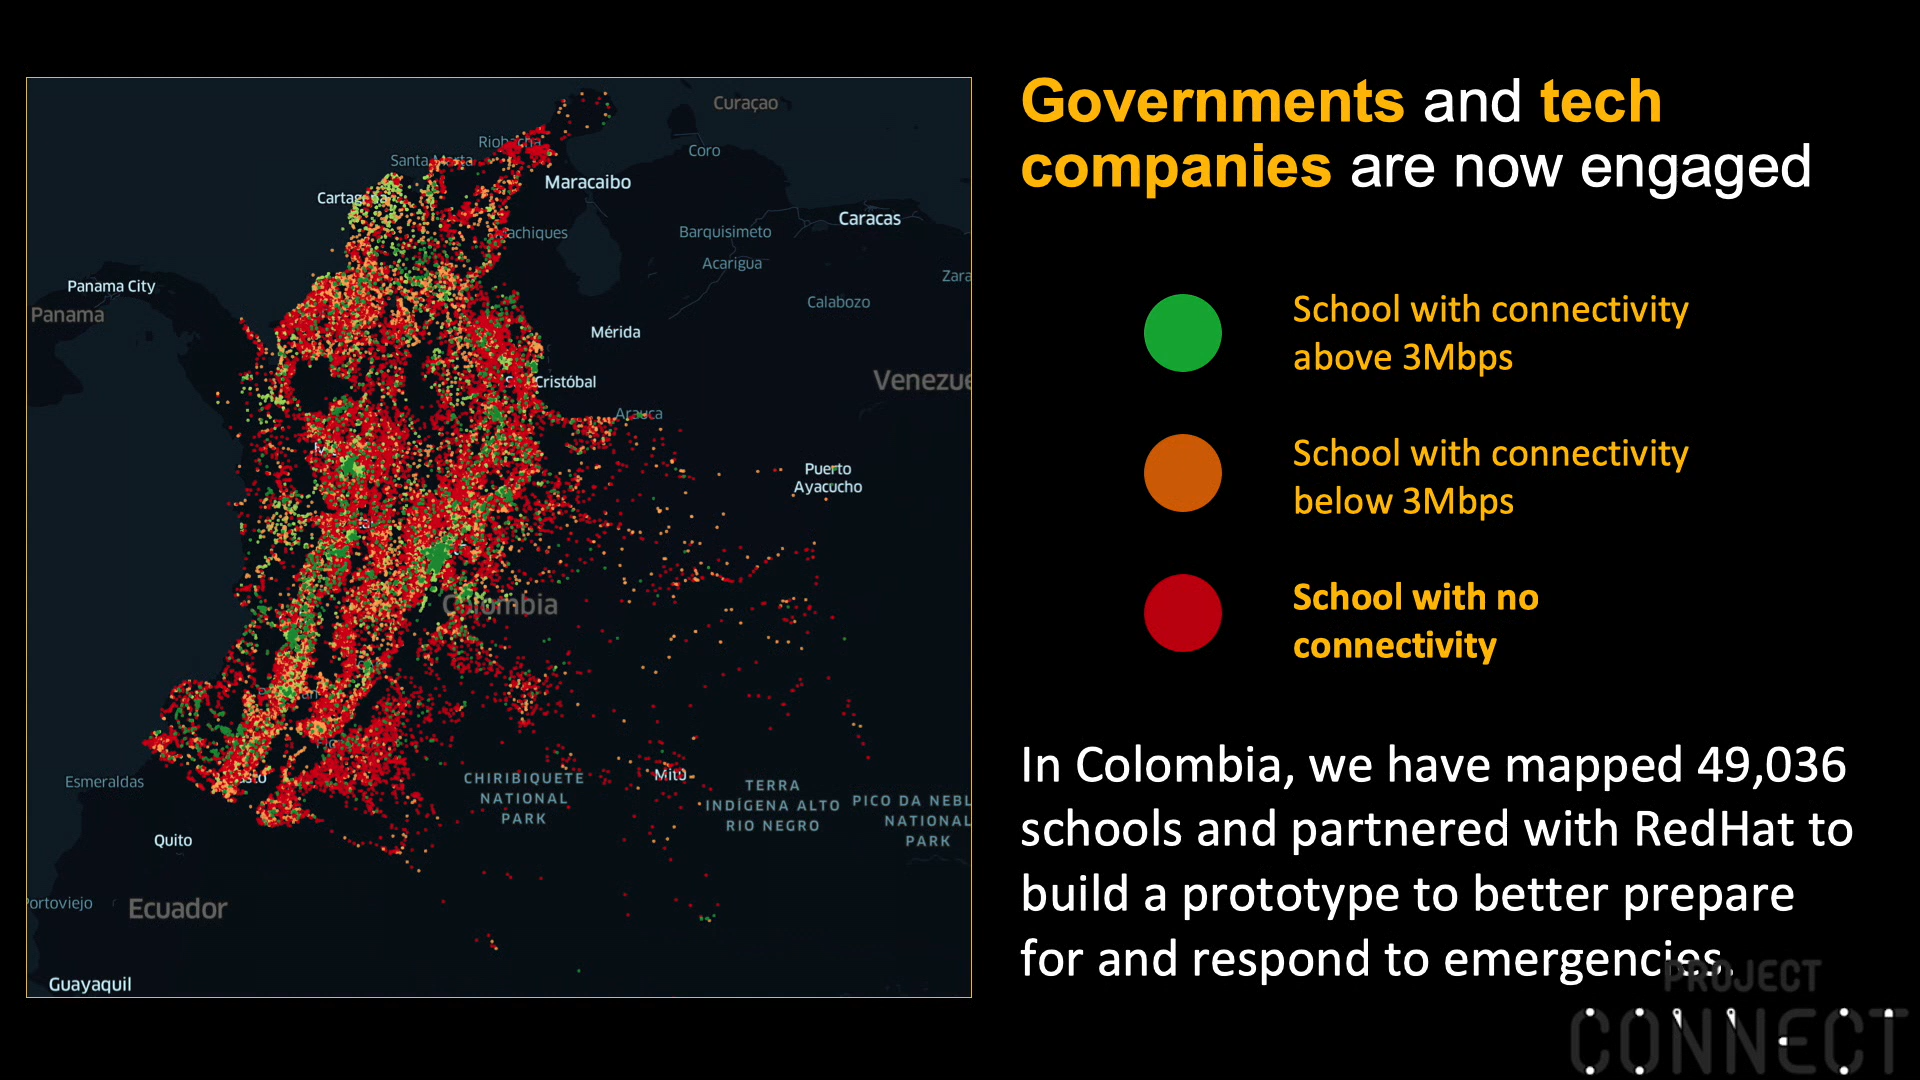 Governments and tech
companies are now engaged
School with connectivity
above 3Mbps
School with connectivity
below 3Mbps
School with no
connectivity
In Colombia, we have mapped 49,036
schools and partnered with RedHat to
build a prototype to better prepare
for and respond to emergencies.
PROJECT
CONNECT
Curaçao
Riohacha
Santa Marta
Coro
Maracaibo
Cartagena
Caracas
achiques
Barquisimeto
Acarigua
Zara
Panama City
Calabozo
Panama
Mérida
Cristóbal
Venezue
Arauca
Puerto
Ayacucho
Colombia
Mitú
CHIRIBIQUETE
NATIONAL
PARK
TERRA
INDÍGENA ALTO
RIO NEGRO
PICO DA NEBL
NATIONAL
PARK
Esmeraldas
Quito
Portoviejo
Ecuador
Guayaquil